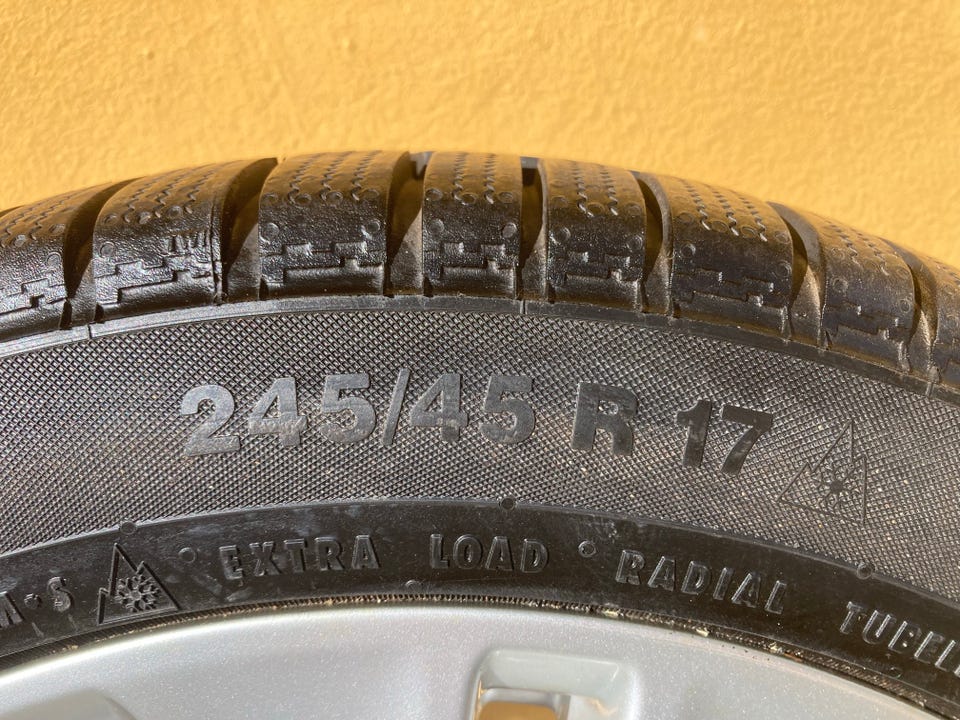 245/45 R 17
M+S EXTRA LOAD RADIAL